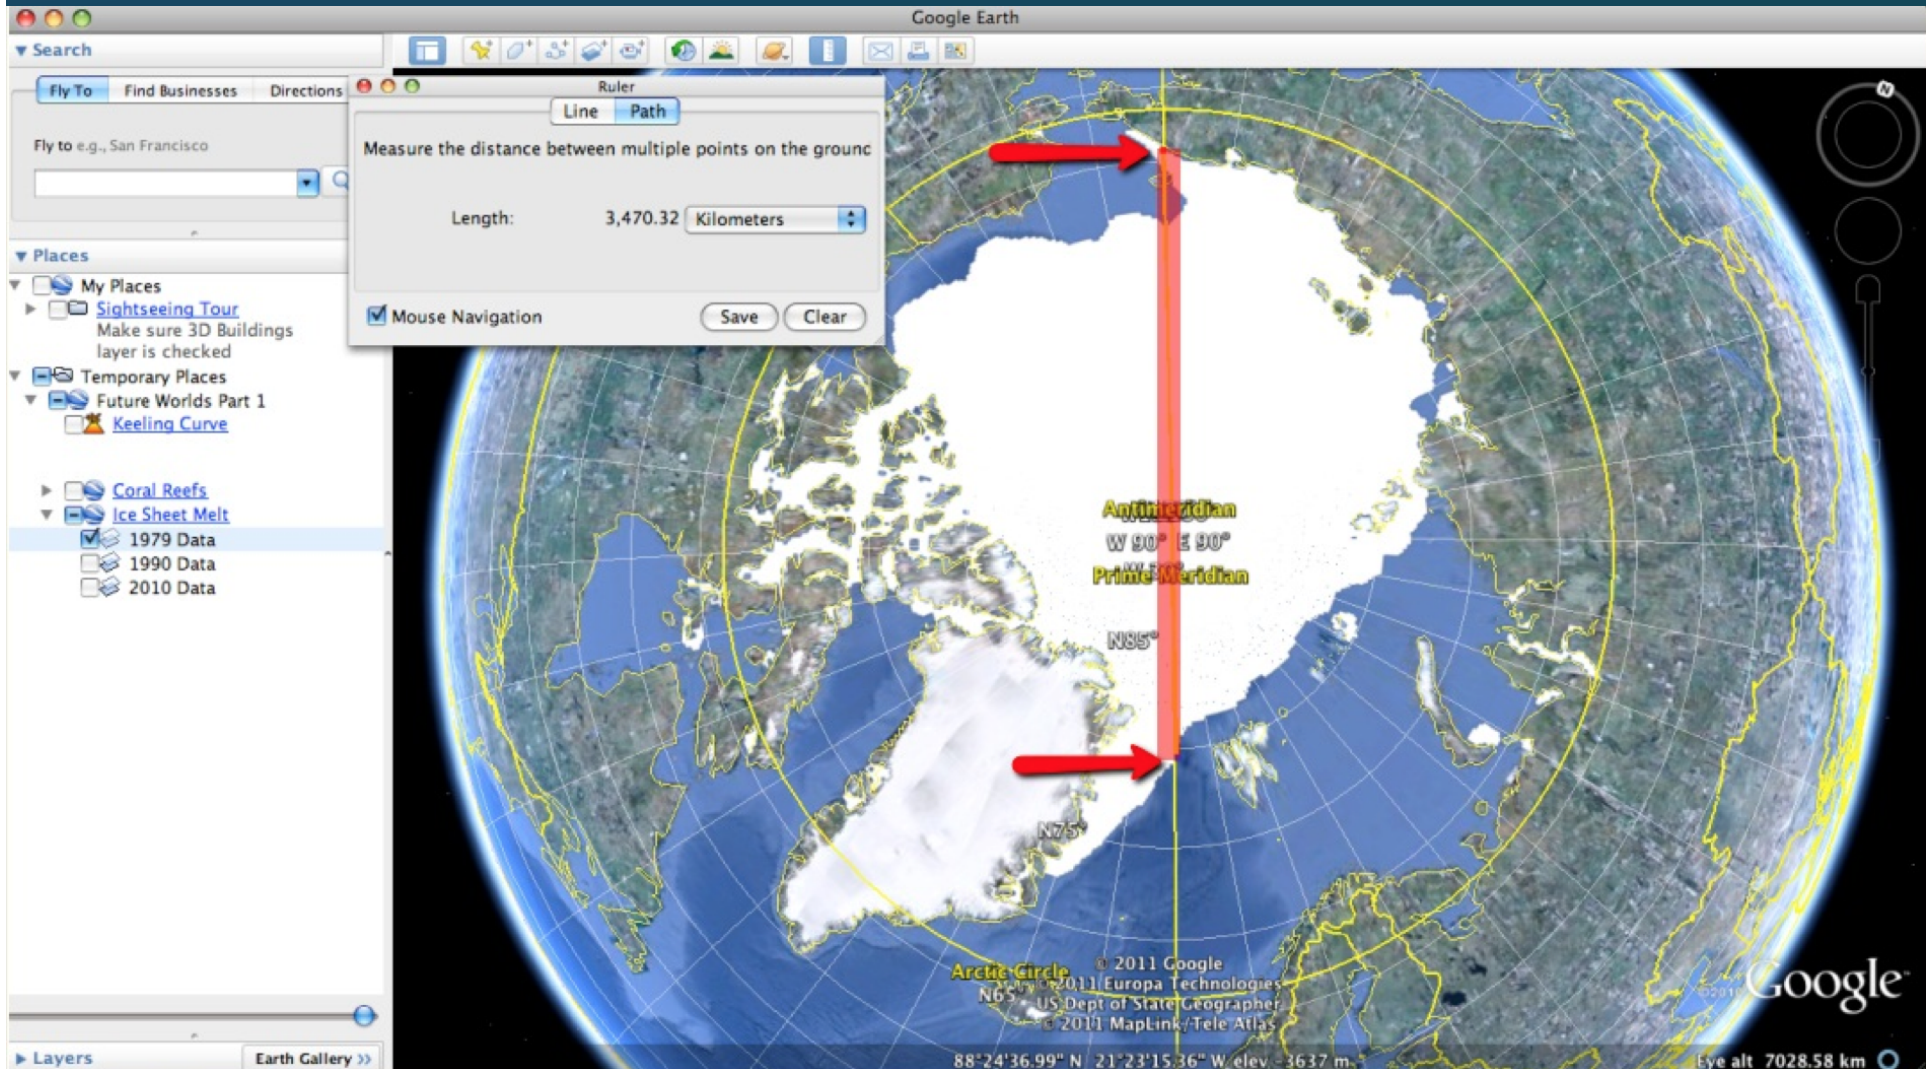 Google Earth
Search
Fly To
Find Businesses
Directions
Fly to e.g., San Francisco
Places
My Places
Sightseeing Tour
Make sure 3D Buildings
layer is checked
Temporary Places
Future Worlds Part 1
Keeling Curve
Coral Reefs
Ice Sheet Melt
1979 Data
1990 Data
2010 Data
Layers
Earth Gallery >>
Ruler
Line
Path
Measure the distance between multiple points on the ground
Length: 3,470.32 Kilometers
Mouse Navigation
Save
Clear
N
Antimeridian
W 90° E 90°
Prime Meridian
N85°
N75°
Arctic Circle
N65°
© 2011 Google
© 2011 Europa Technologies
US Dept of State Geographer
© 2011 MapLink/Tele Atlas
Google
88°24'36.99" N 21°23'15.36" W elev -3637 m
Eye alt 7028.58 km